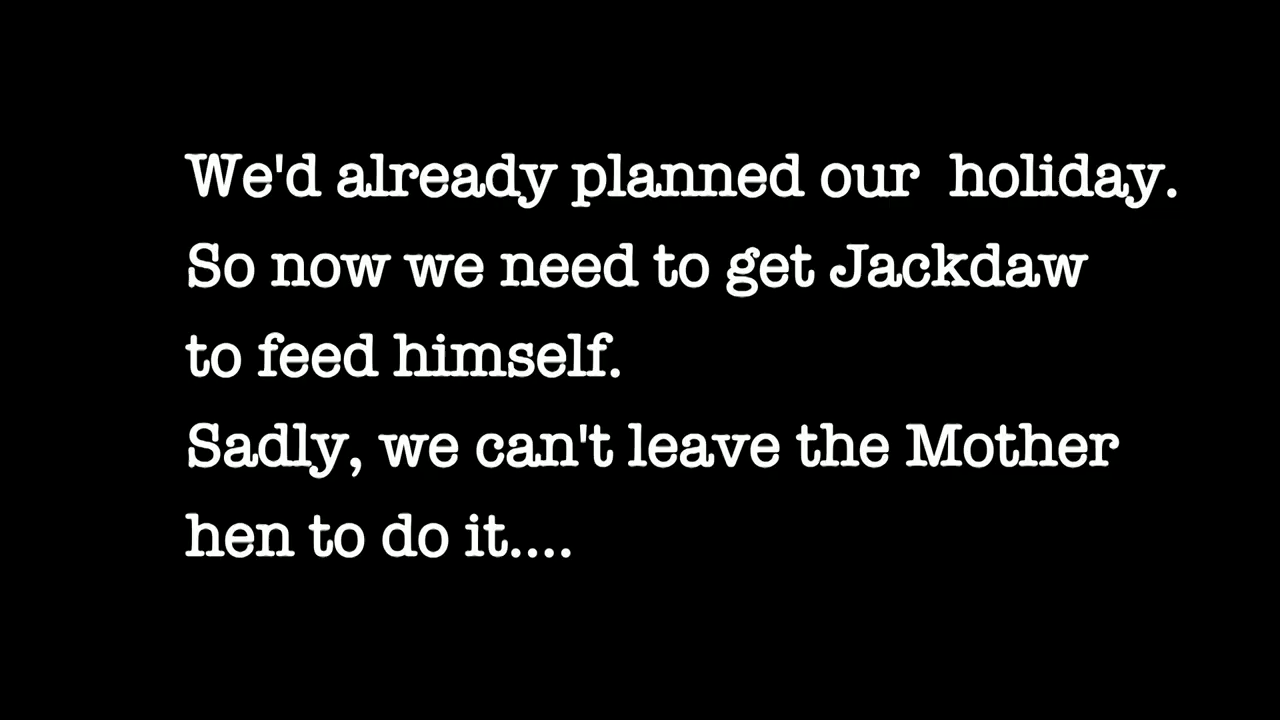 We'd already planned our  holiday.
So now we need to get Jackdaw
to feed himself.
Sadly, we can't leave the Mother
hen to do it....